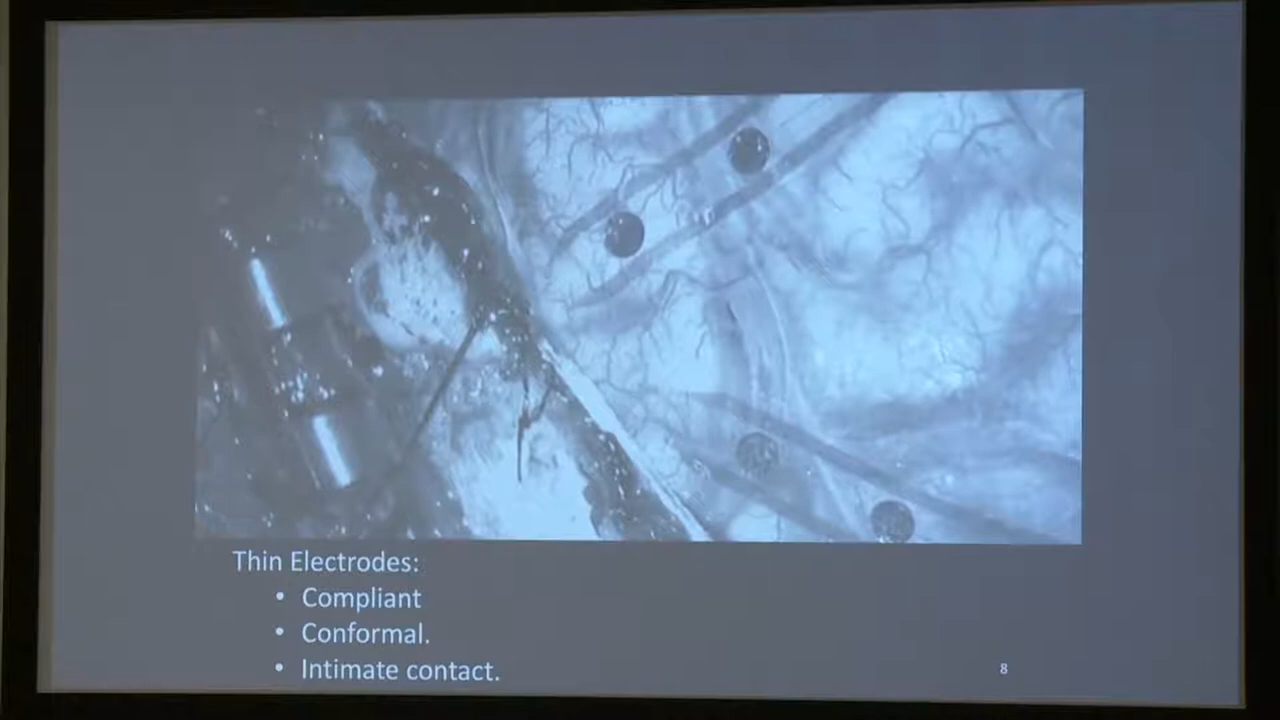 Thin Electrodes:
• Compliant
• Conformal.
• Intimate contact.
8